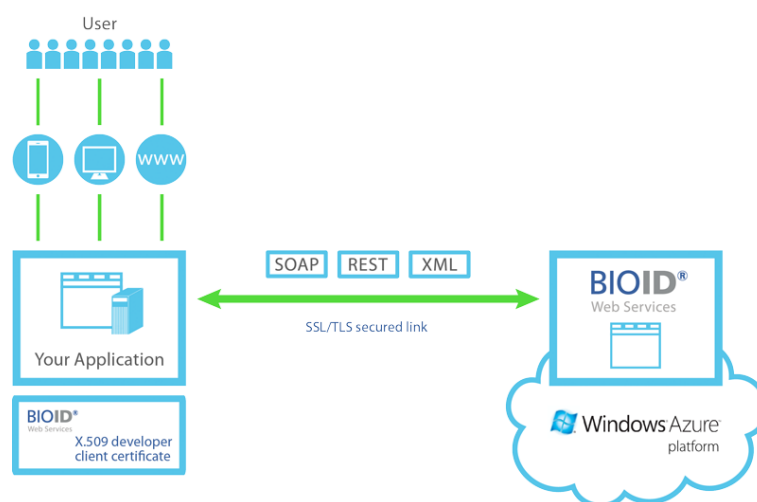 User
WWW
SOAP REST XML
SSL/TLS secured link
Your Application
BIOID®
Web Services
X.509 developer
client certificate
BIOID®
Web Services
Windows Azure™
platform